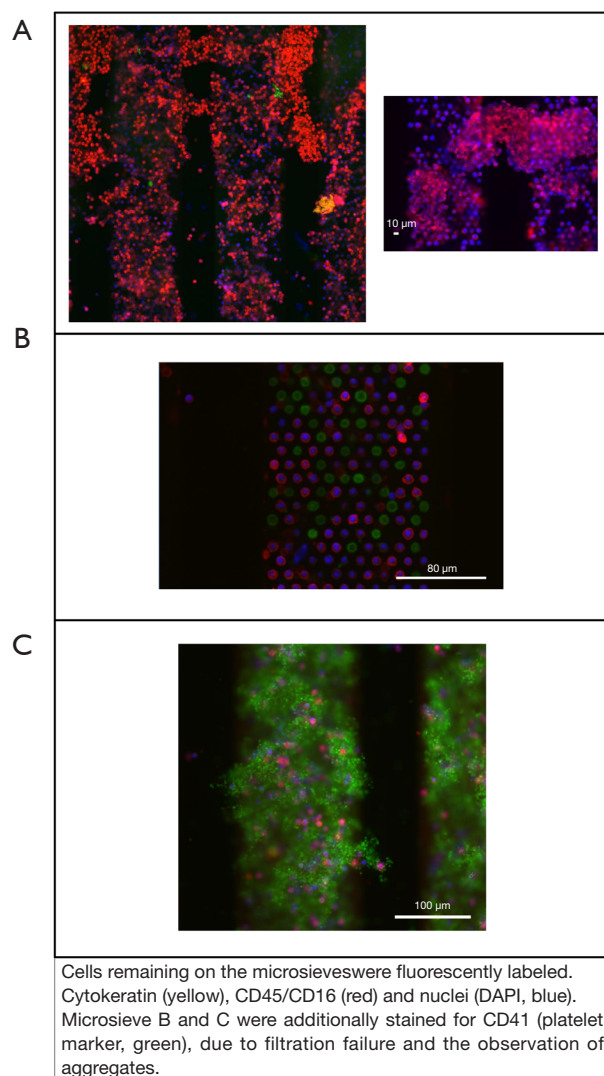 A
10 µm
B
80 µm
C
100 µm
Cells remaining on the microsieveswere fluorescently labeled.
Cytokeratin (yellow), CD45/CD16 (red) and nuclei (DAPI, blue).
Microsieve B and C were additionally stained for CD41 (platelet
marker, green), due to filtration failure and the observation of
aggregates.